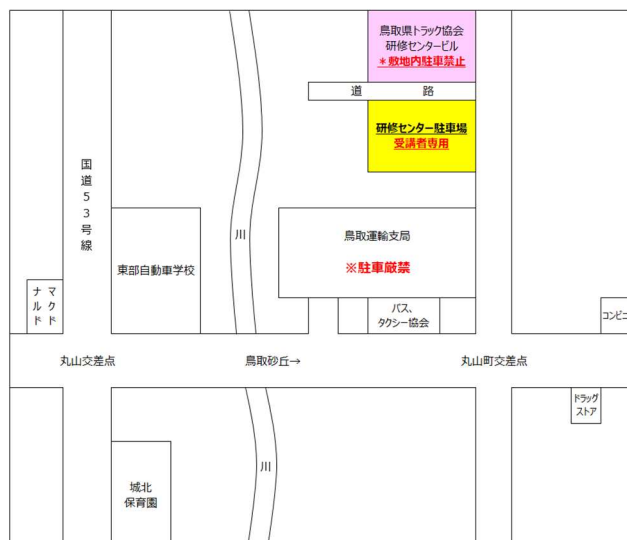 鳥取県トラック協会
研修センタービル
＊敷地内駐車禁止
道 路
研修センター駐車場
受講者専用
国道５３号線
川
鳥取運輸支局
※駐車厳禁
東部自動車学校
マクド
ナルド
バス、
タクシー協会
コンビニ
丸山交差点
鳥取砂丘→
丸山町交差点
ドラッグ
ストア
川
城北
保育園